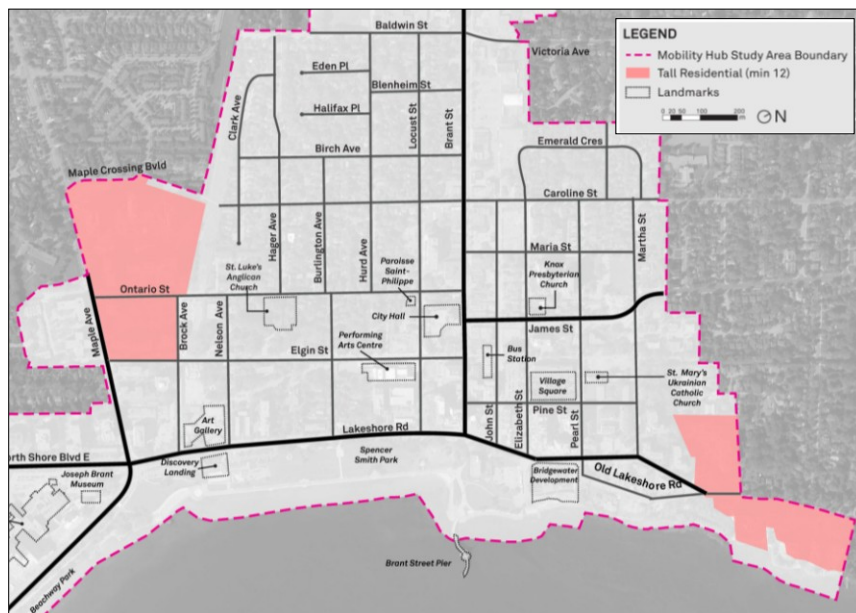 Baldwin St
LEGEND
Mobility Hub Study Area Boundary
Tall Residential (min 12)
Landmarks
0 25 50 100 200
m
N
Victoria Ave
Eden Pl
Blenheim St
Clark Ave
Halifax Pl
Locust St
Brant St
Birch Ave
Emerald Cres
Maple Crossing Blvd
Caroline St
Hager Ave
Burlington Ave
Hurd Ave
Martha St
Maria St
St. Luke's
Anglican
Church
Paroisse
Saint-
Philippe
Knox
Presbyterian
Church
Ontario St
City Hall
Maple Ave
Brock Ave
Nelson Ave
Performing
Arts Centre
James St
Elgin St
Bus
Station
Village
Square
St. Mary's
Ukrainian
Catholic
Church
Art
Gallery
John St
Elizabeth St
Pine St
Pearl St
Lakeshore Rd
orth Shore Blvd E
Discovery
Landing
Spencer
Smith Park
Joseph Brant
Museum
Bridgewater
Development
Old Lakeshore Rd
Brant Street Pier
Beachway Park